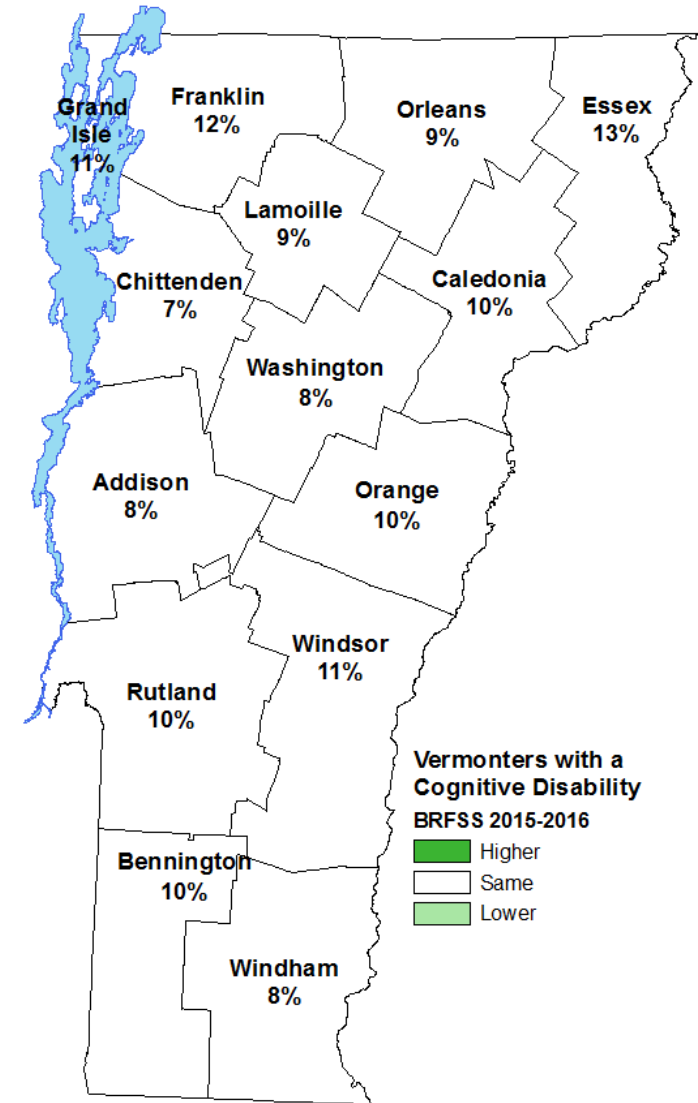 Grand
Isle
11%
Franklin
12%
Orleans
9%
Essex
13%
Lamoille
9%
Chittenden
7%
Caledonia
10%
Washington
8%
Addison
8%
Orange
10%
Windsor
11%
Rutland
10%
Bennington
10%
Windham
8%
Vermonters with a
Cognitive Disability
BRFSS 2015-2016
Higher
Same
Lower